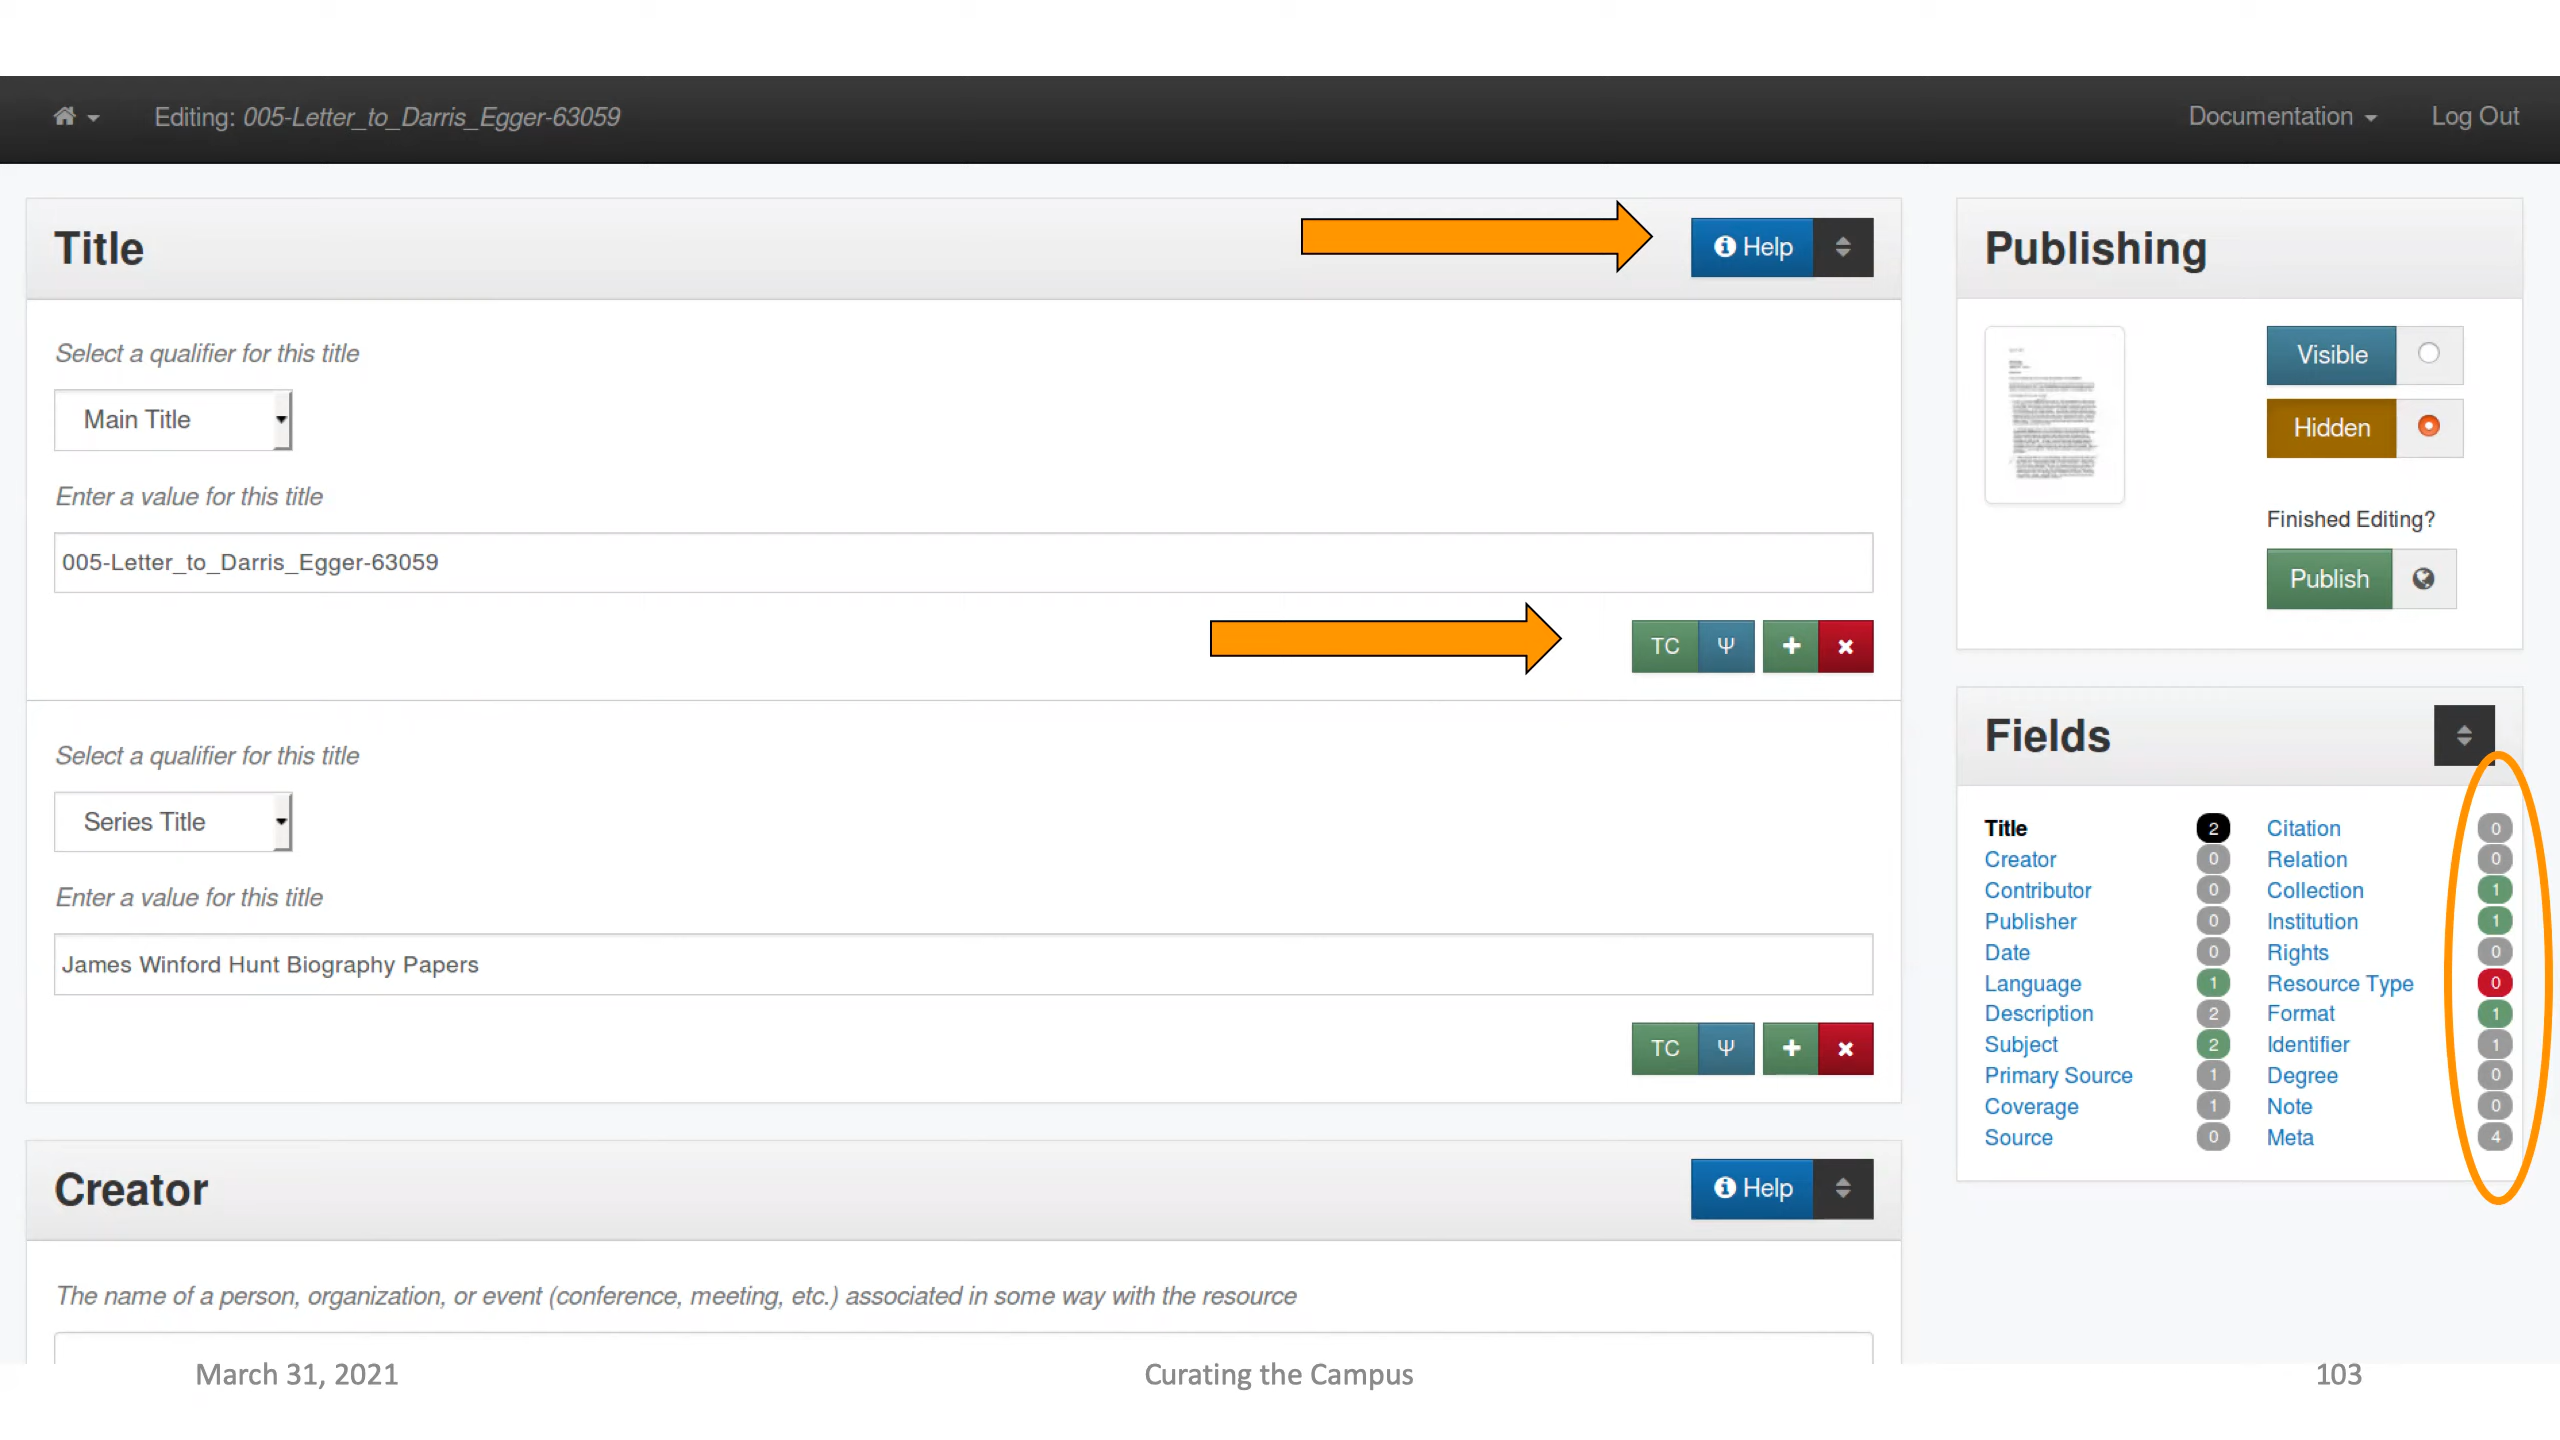 Editing: 005-Letter_to_Darris_Egger-63059
Documentation
Log Out
Title
Help
Select a qualifier for this title
Main Title
Enter a value for this title
005-Letter_to_Darris_Egger-63059
TC Ψ
Select a qualifier for this title
Series Title
Enter a value for this title
James Winford Hunt Biography Papers
TC Ψ
Creator
Help
The name of a person, organization, or event (conference, meeting, etc.) associated in some way with the resource
Publishing
Visible
Hidden
Finished Editing?
Publish
Fields
Title 2
Creator 0
Contributor 0
Publisher 0
Date 0
Language 1
Description 2
Subject 2
Primary Source 1
Coverage 1
Source 0
Citation 0
Relation 0
Collection 1
Institution 1
Rights 0
Resource Type 0
Format 1
Identifier 1
Degree 0
Note 0
Meta 4
March 31, 2021
Curating the Campus
103